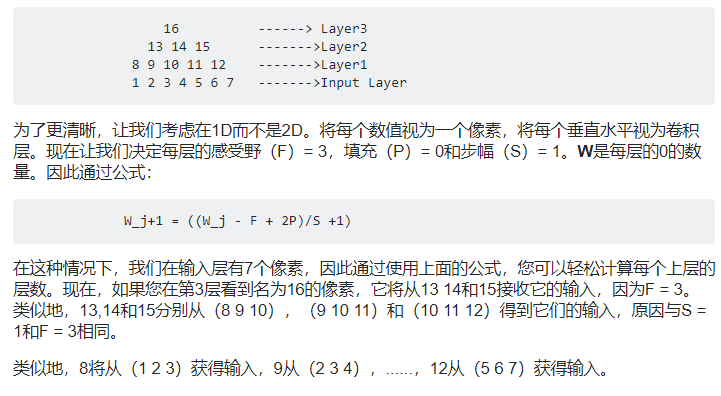 16 ------> Layer3
13 14 15 ------->Layer2
8 9 10 11 12 ------->Layer1
1 2 3 4 5 6 7 ------->Input Layer
为了更清晰，让我们考虑在1D而不是2D。将每个数值视为一个像素，将每个垂直水平视为卷积
层。现在让我们决定每层的感受野（F）= 3，填充（P）= 0和步幅（S）= 1。W是每层的0的数
量。因此通过公式：
W_j+1 = ((W_j - F + 2P)/S +1)
在这种情况下，我们在输入层有7个像素，因此通过使用上面的公式，您可以轻松计算每个上层的
层数。现在，如果您在第3层看到名为16的像素，它将从13 14和15接收它的输入，因为F = 3。
类似地，13,14和15分别从（8 9 10），（9 10 11）和（10 11 12）得到它们的输入，原因与S =
1和F = 3相同。
类似地，8将从（1 2 3）获得输入，9从（2 3 4），......，12从（5 6 7）获得输入。